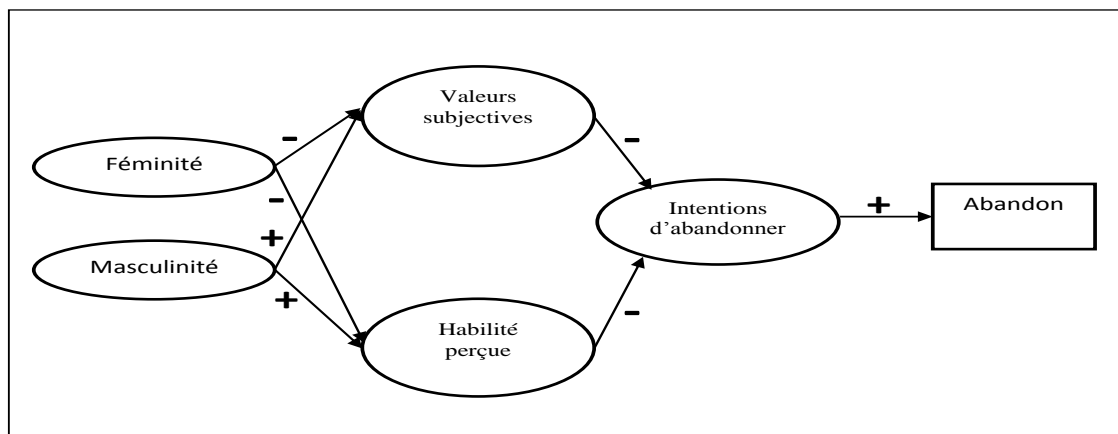 Valeurs
subjectives
-
-
Féminité
-
Intentions
d'abandonner
+
Abandon
+
Masculinité
+
Habilité
perçue
-